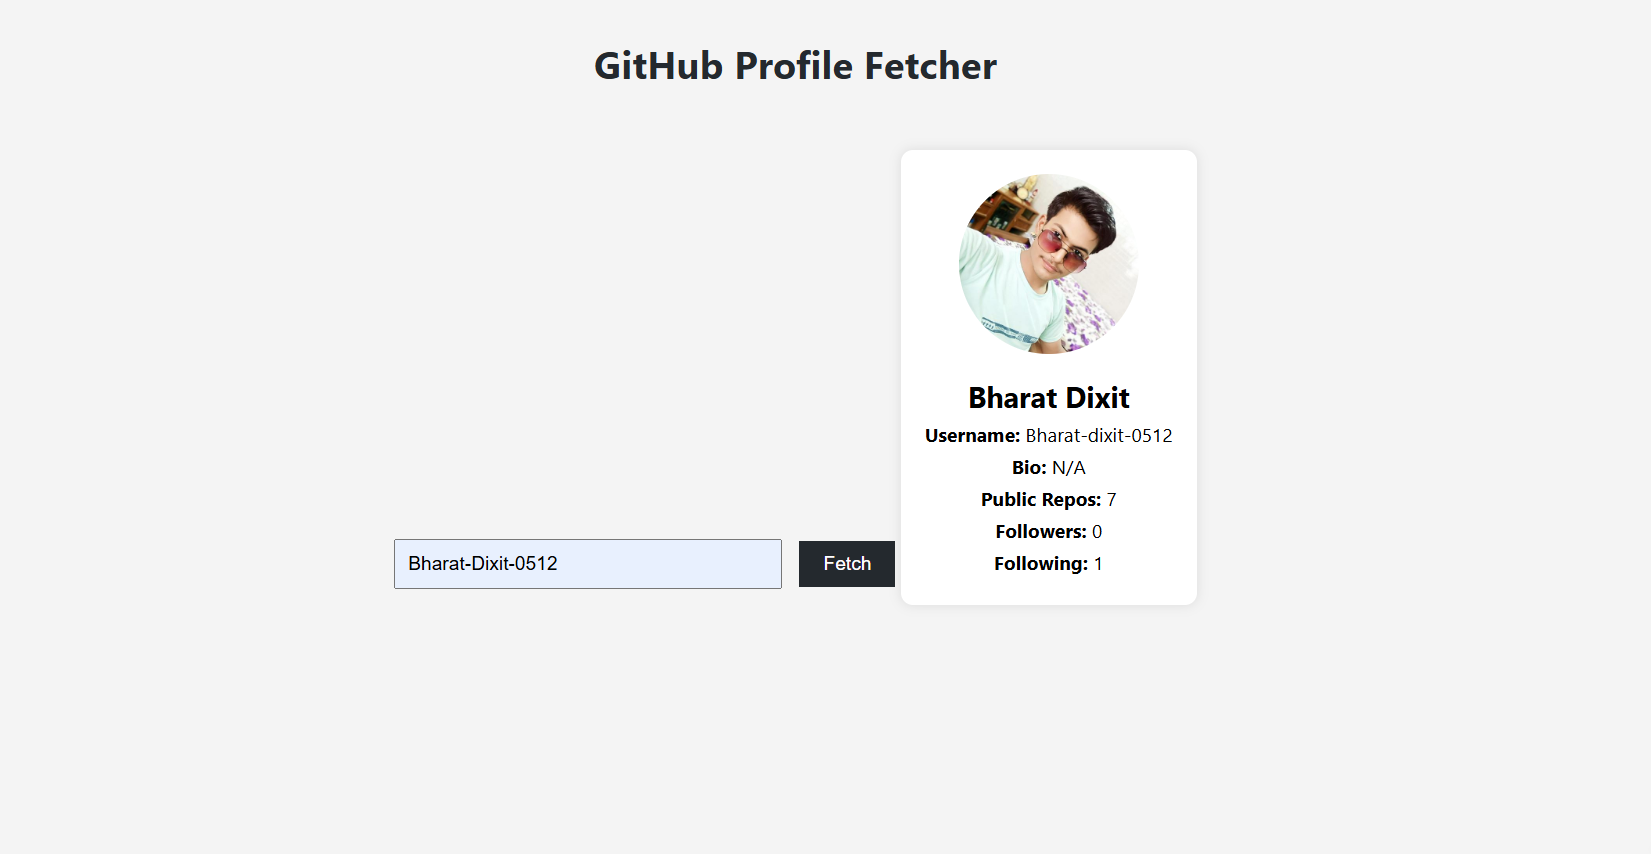 GitHub Profile Fetcher
Bharat Dixit
Username: Bharat-dixit-0512
Bio: N/A
Public Repos: 7
Followers: 0
Following: 1
Bharat-Dixit-0512
Fetch